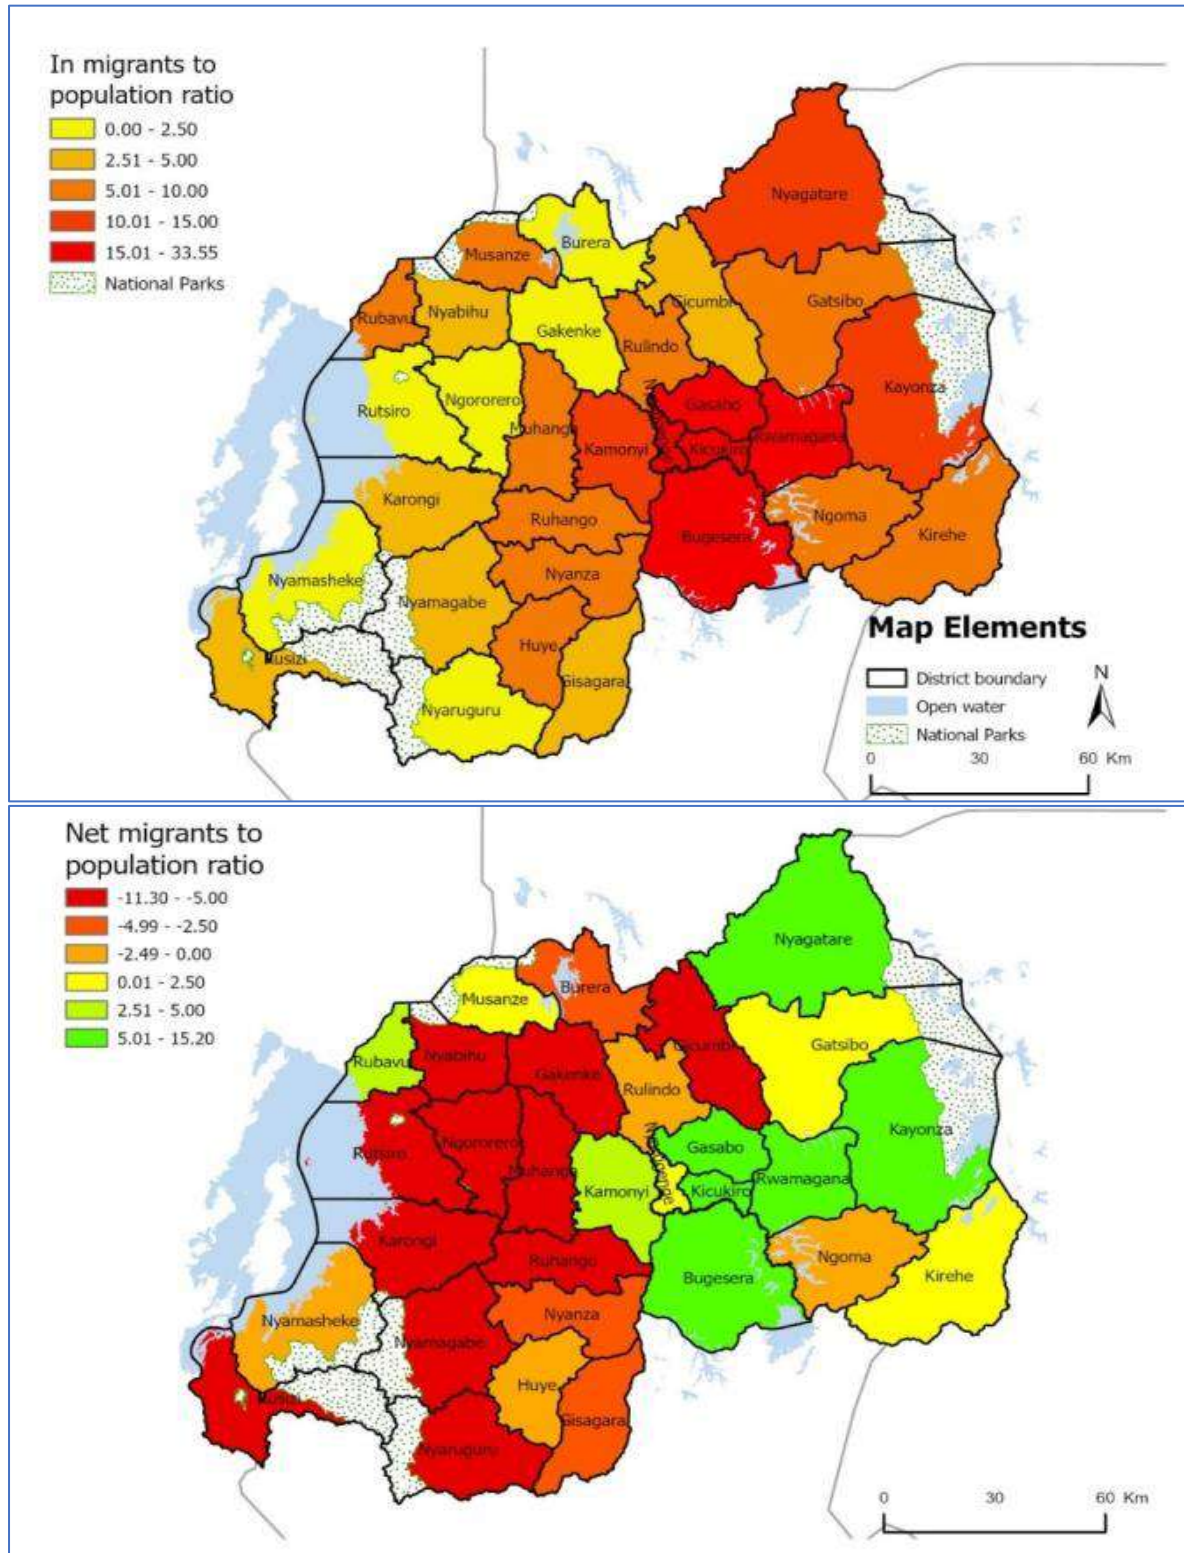 In migrants to
population ratio
0.00 - 2.50
2.51 - 5.00
5.01 - 10.00
10.01 - 15.00
15.01 - 33.55
National Parks
Nyagatare
Burera
Musanze
Gicumbi
Gatsibo
Rubavu
Nyabihu
Gakenke
Rulindo
Kayonza
Rutsiro
Ngororero
Gasabo
Muhanga
Kamonyi
Kicukiro
Rwamagana
Karongi
Ruhango
Bugesera
Ngoma
Kirehe
Nyamasheke
Nyamagabe
Nyanza
Huye
Rusizi
Gisagara
Nyaruguru
Map Elements
District boundary
Open water
National Parks
N
0 30 60 Km
Net migrants to
population ratio
-11.30 - -5.00
-4.99 - -2.50
-2.49 - 0.00
0.01 - 2.50
2.51 - 5.00
5.01 - 15.20
Nyagatare
Burera
Musanze
Gicumbi
Gatsibo
Rubavu
Nyabihu
Gakenke
Rulindo
Kayonza
Rutsiro
Ngororero
Gasabo
Muhanga
Kamonyi
Nyarugenge
Kicukiro
Rwamagana
Karongi
Ruhango
Bugesera
Ngoma
Kirehe
Nyamasheke
Nyamagabe
Nyanza
Huye
Rusizi
Gisagara
Nyaruguru
0 30 60 Km